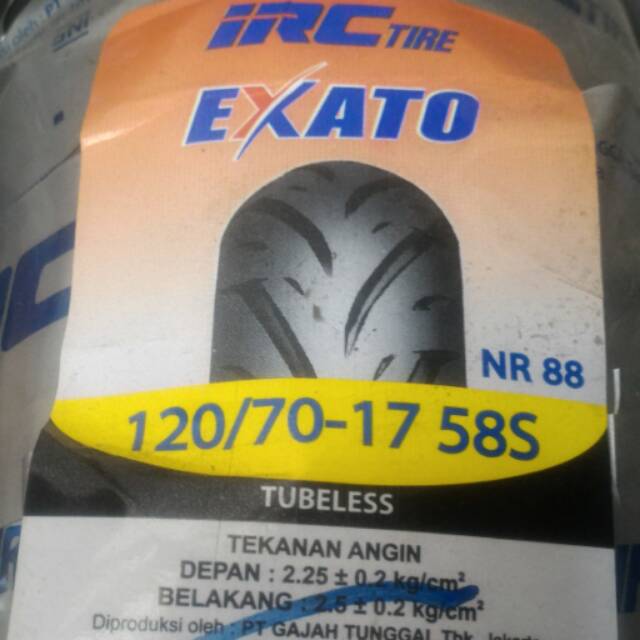 iRC TIRE
EXATO
NR 88
120/70-17 58S
TUBELESS
TEKANAN ANGIN
DEPAN : 2.25 ± 0.2 kg/cm²
BELAKANG : 2.5 ± 0.2 kg/cm²
Diproduksi oleh : PT GAJAH TUNGGAL Tbk